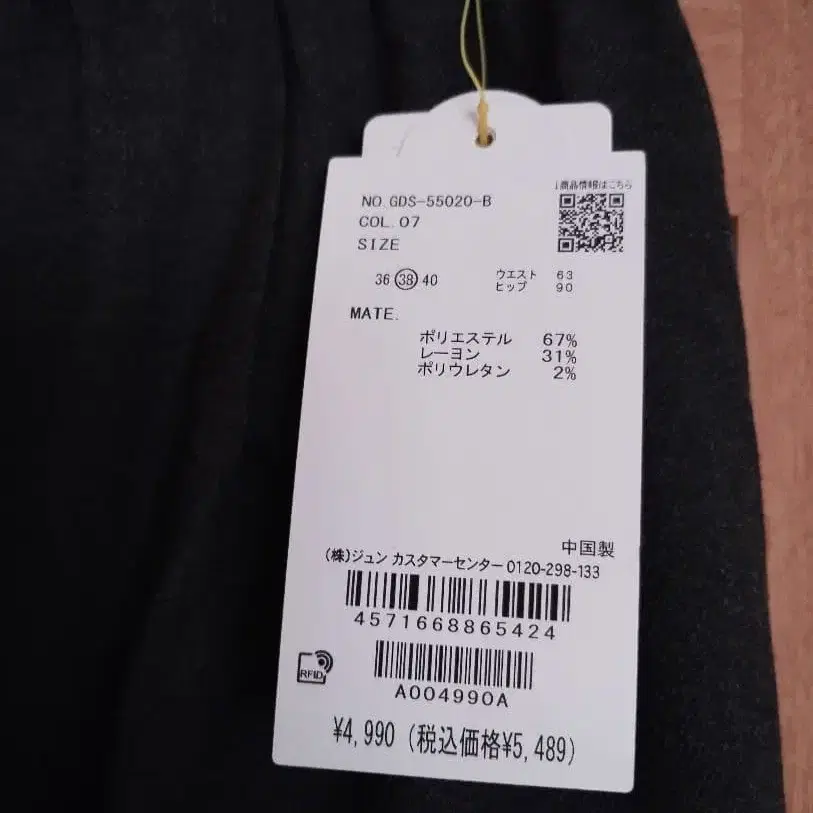 ↓商品情報はこちら
NO.GDS-55020-B
COL.07
SIZE
36 38 40 ウエスト 63
ヒップ 90
MATE.
ポリエステル 67%
レーヨン 31%
ポリウレタン 2%
中国製
(株)ジュン カスタマーセンター 0120-298-133
4571668865424
RFID
A004990A
¥4,990 (税込価格¥5,489)